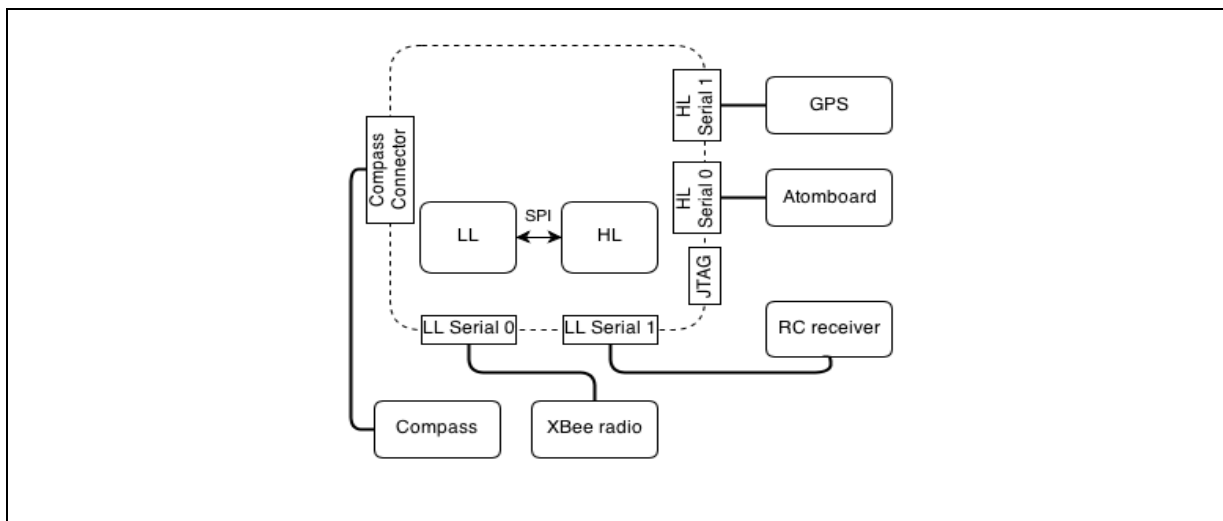 HL
Serial 1
GPS
Compass
Connector
HL
Serial 0
Atomboard
SPI
LL
HL
JTAG
LL Serial 0
LL Serial 1
RC receiver
Compass
XBee radio